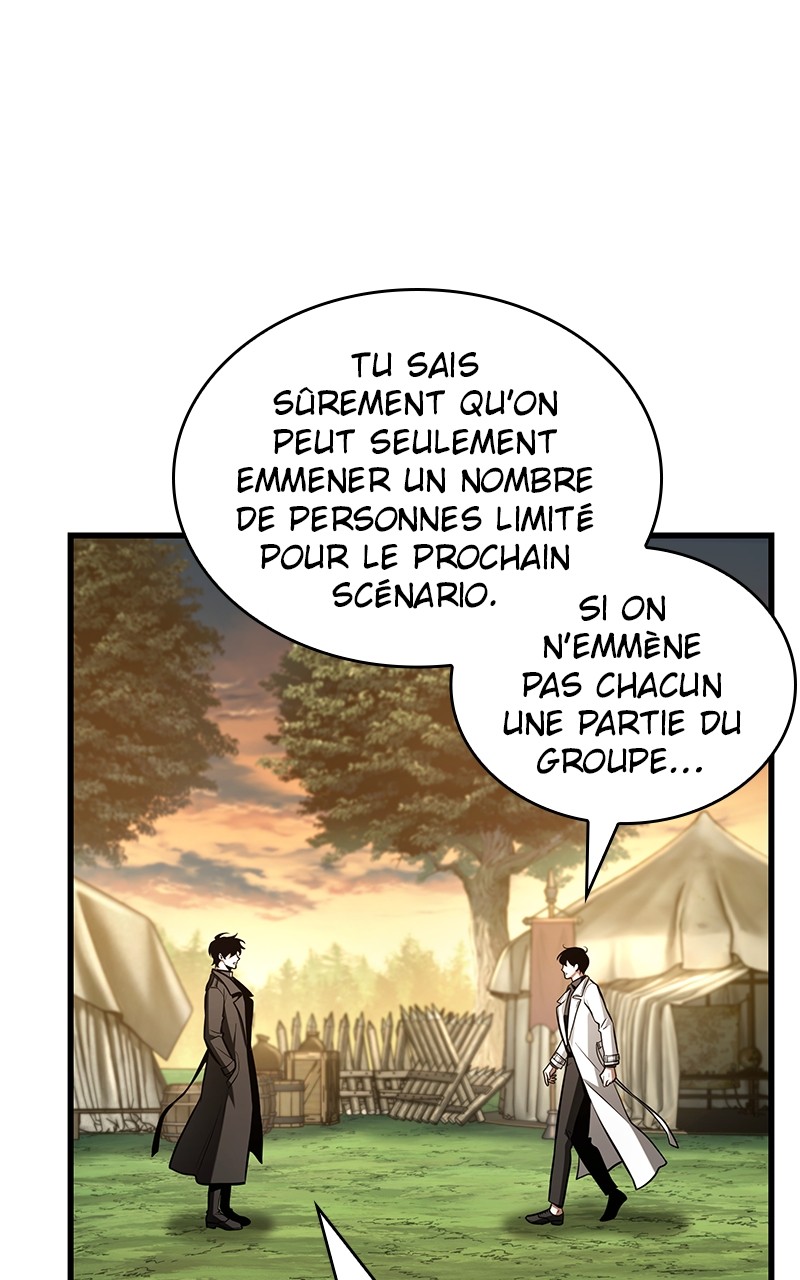 TU SAIS
SÛREMENT QU'ON
PEUT SEULEMENT
EMMENER UN NOMBRE
DE PERSONNES LIMITÉ
POUR LE PROCHAIN
SCÉNARIO.
SI ON
N'EMMÈNE
PAS CHACUN
UNE PARTIE DU
GROUPE...